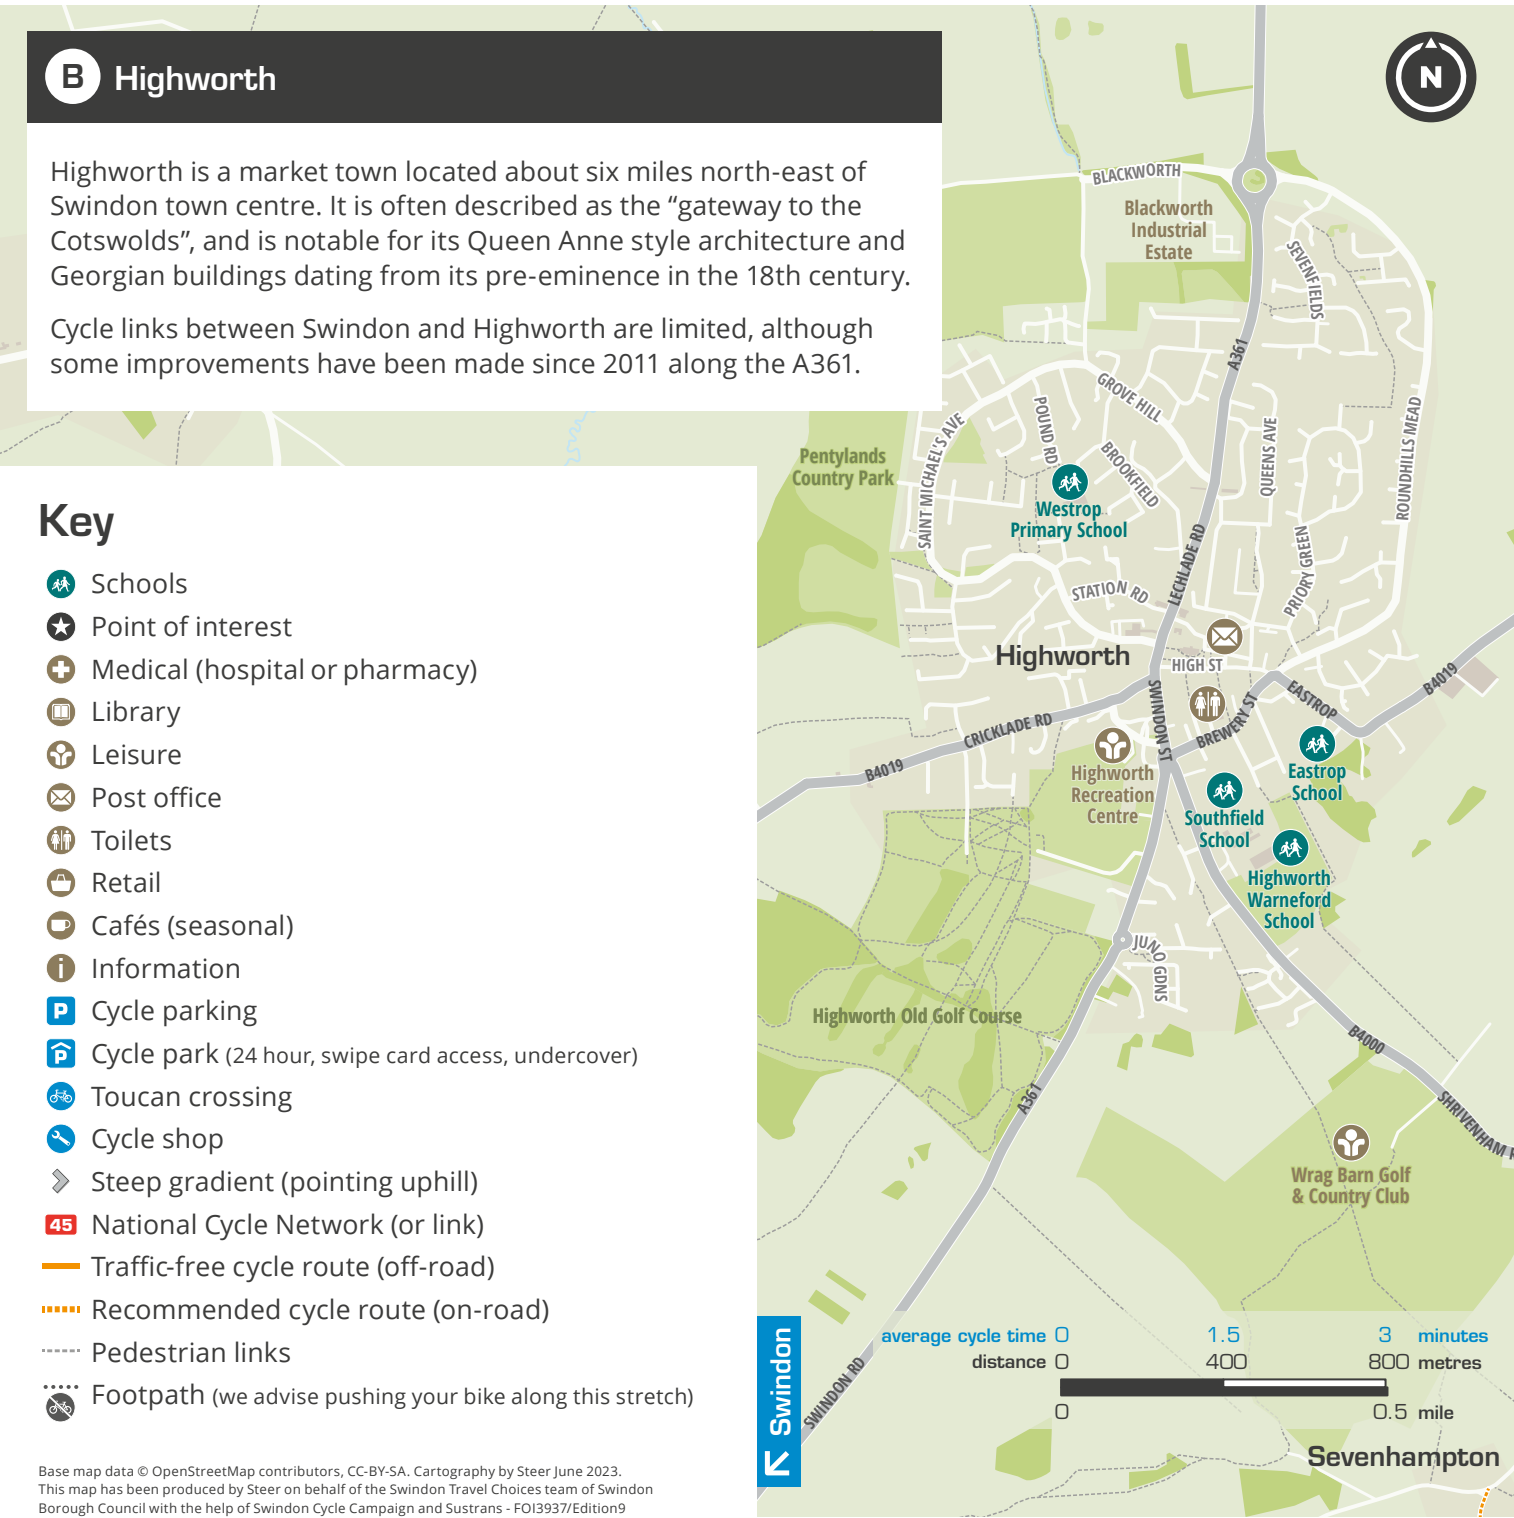 B Highworth
Highworth is a market town located about six miles north-east of
Swindon town centre. It is often described as the “gateway to the
Cotswolds”, and is notable for its Queen Anne style architecture and
Georgian buildings dating from its pre-eminence in the 18th century.
Cycle links between Swindon and Highworth are limited, although
some improvements have been made since 2011 along the A361.
N
Key
Schools
Point of interest
Medical (hospital or pharmacy)
Library
Leisure
Post office
Toilets
Retail
Cafés (seasonal)
i Information
P Cycle parking
P Cycle park (24 hour, swipe card access, undercover)
Toucan crossing
Cycle shop
Steep gradient (pointing uphill)
45 National Cycle Network (or link)
Traffic-free cycle route (off-road)
Recommended cycle route (on-road)
Pedestrian links
Footpath (we advise pushing your bike along this stretch)
Base map data © OpenStreetMap contributors, CC-BY-SA. Cartography by Steer June 2023.
This map has been produced by Steer on behalf of the Swindon Travel Choices team of Swindon
Borough Council with the help of Swindon Cycle Campaign and Sustrans - FOI3937/Edition9
BLACKWORTH
Blackworth
Industrial
Estate
SEVENFIELDS
A361
GROVE HILL
POUND RD
BROOKFIELD
SAINT MICHAEL'S AVE
QUEENS AVE
ROUNDHILLS MEAD
Pentylands
Country Park
Westrop
Primary School
LECHLADE RD
PRIORY GREEN
STATION RD
Highworth
HIGH ST
B4019
EASTROP
SWINDON ST
BREWERY ST
CRICKLADE RD
B4019
Highworth
Recreation
Centre
Eastrop
School
Southfield
School
Highworth
Warneford
School
JUNO GDNS
Highworth Old Golf Course
B4000
A361
SHRIVENHAM R
Wrag Barn Golf
& Country Club
Swindon
SWINDON RD
average cycle time 0 1.5 3 minutes
distance 0 400 800 metres
0 0.5 mile
Sevenhampton